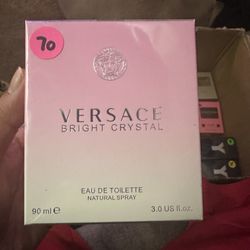 70
VERSACE
BRIGHT CRYSTAL
EAU DE TOILETTE
NATURAL SPRAY
90 ml ℮ 3.0 US fl.oz.